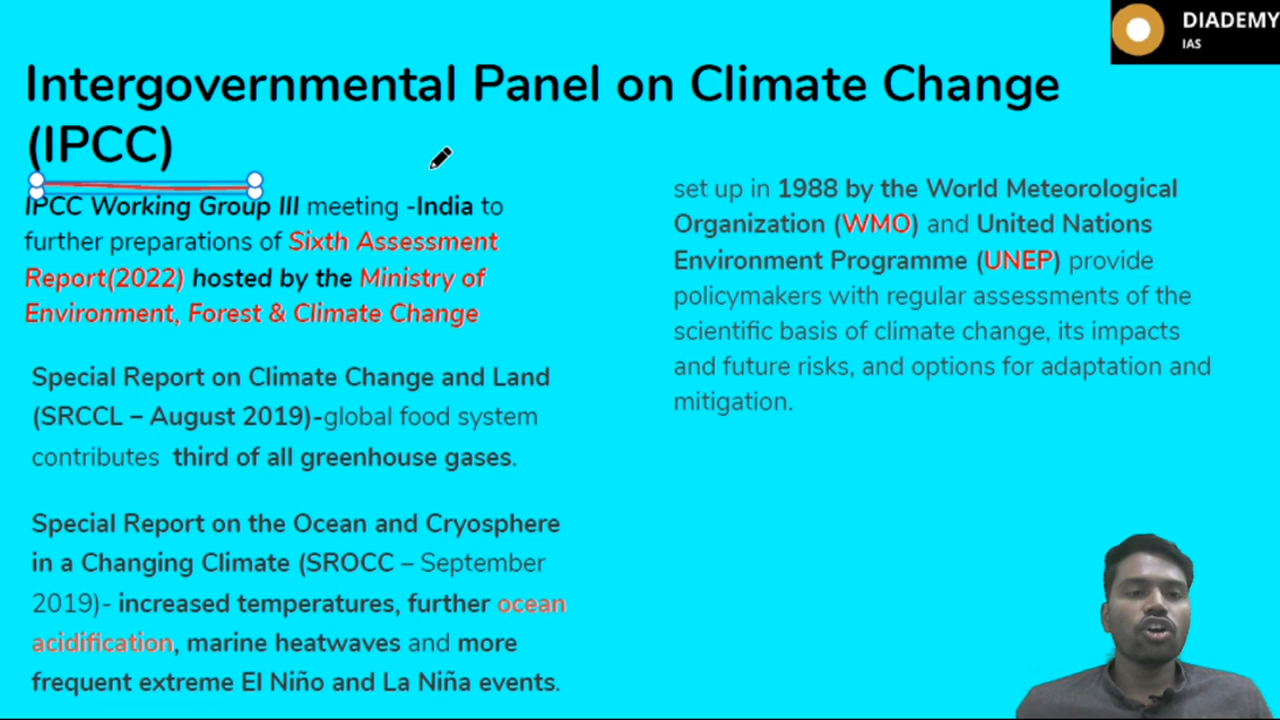 DIADEMY
IAS
Intergovernmental Panel on Climate Change
(IPCC)
IPCC Working Group III meeting -India to
further preparations of Sixth Assessment
Report(2022) hosted by the Ministry of
Environment, Forest & Climate Change
Special Report on Climate Change and Land
(SRCCL – August 2019)-global food system
contributes third of all greenhouse gases.
Special Report on the Ocean and Cryosphere
in a Changing Climate (SROCC – September
2019)- increased temperatures, further ocean
acidification, marine heatwaves and more
frequent extreme El Niño and La Niña events.
set up in 1988 by the World Meteorological
Organization (WMO) and United Nations
Environment Programme (UNEP) provide
policymakers with regular assessments of the
scientific basis of climate change, its impacts
and future risks, and options for adaptation and
mitigation.